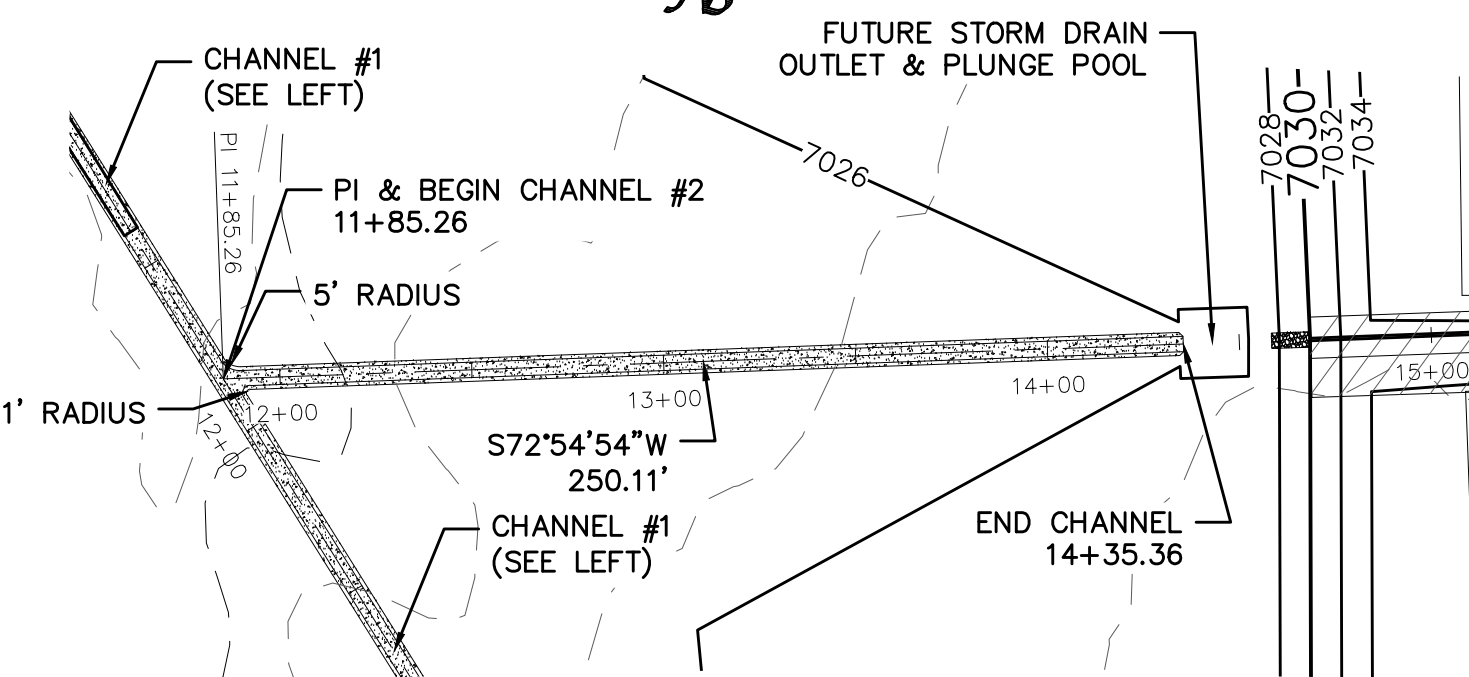 FUTURE STORM DRAIN
OUTLET & PLUNGE POOL
CHANNEL #1
(SEE LEFT)
7028
7030
7032
7034
PI 11+85.26
7026
PI & BEGIN CHANNEL #2
11+85.26
5' RADIUS
1' RADIUS
12+00
12+00
13+00
14+00
15+00
S72°54'54"W
250.11'
CHANNEL #1
(SEE LEFT)
END CHANNEL
14+35.36